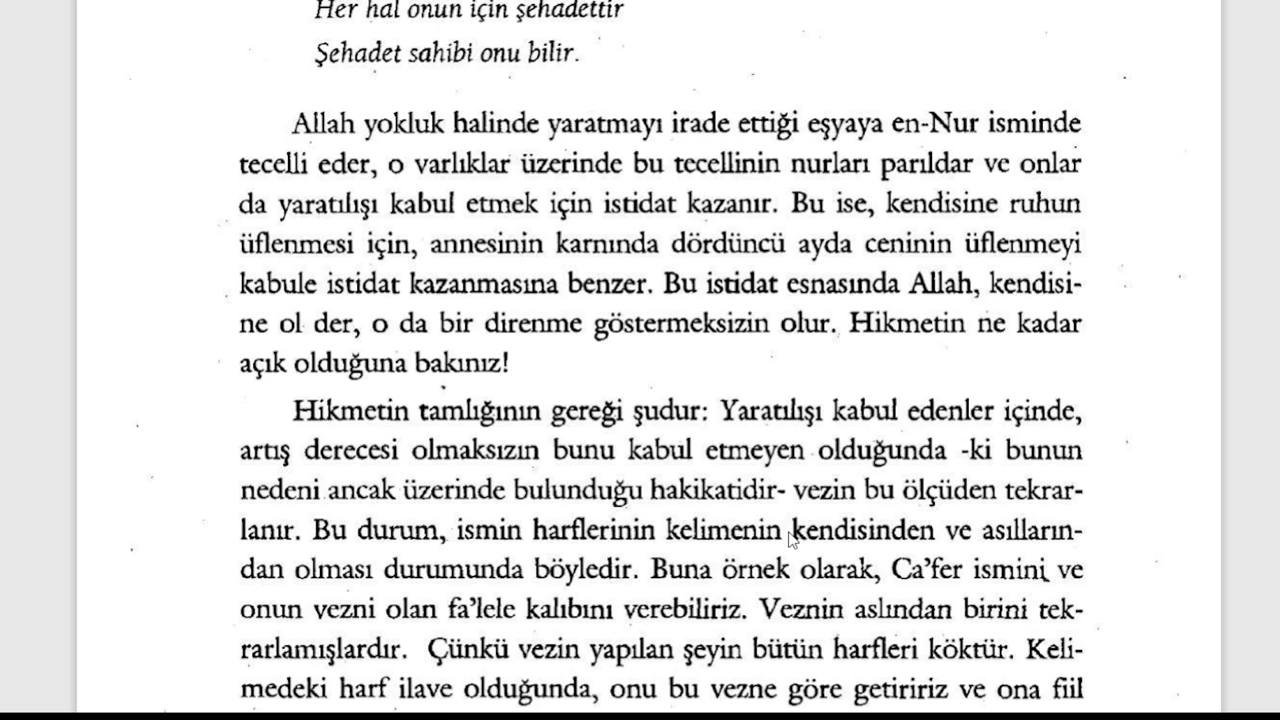 Her hal onun için şehadettir
Şehadet sahibi onu bilir.
Allah yokluk halinde yaratmayı irade ettiği eşyaya en-Nur isminde
tecelli eder, o varlıklar üzerinde bu tecellinin nurları parıldar ve onlar
da yaratılışı kabul etmek için istidat kazanır. Bu ise, kendisine ruhun
üflenmesi için, annesinin karnında dördüncü ayda ceninin üflenmeyi
kabule istidat kazanmasına benzer. Bu istidat esnasında Allah, kendisi-
ne ol der, o da bir direnme göstermeksizin olur. Hikmetin ne kadar
açık olduğuna bakınız!
Hikmetin tamlığının gereği şudur: Yaratılışı kabul edenler içinde,
artış derecesi olmaksızın bunu kabul etmeyen olduğunda -ki bunun
nedeni ancak üzerinde bulunduğu hakikatidir- vezin bu ölçüden tekrar-
lanır. Bu durum, ismin harflerinin kelimenin kendisinden ve asılların-
dan olması durumunda böyledir. Buna örnek olarak, Ca'fer ismini ve
onun vezni olan fa'lele kalıbını verebiliriz. Veznin aslından birini tek-
rarlamışlardır. Çünkü vezin yapılan şeyin bütün harfleri köktür. Keli-
medeki harf ilave olduğunda, onu bu vezne göre getiririz ve ona fiil